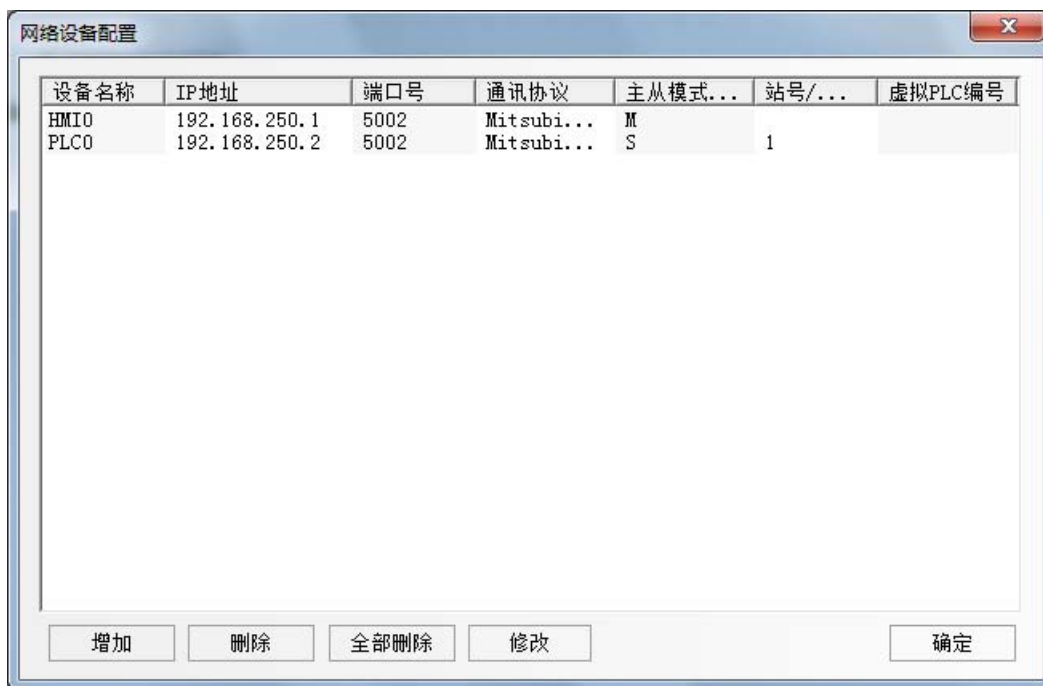 网络设备配置
设备名称 IP地址 端口号 通讯协议 主从模式... 站号/... 虚拟PLC编号
HMI0 192.168.250.1 5002 Mitsubi... M
PLC0 192.168.250.2 5002 Mitsubi... S 1
增加 删除 全部删除 修改 确定